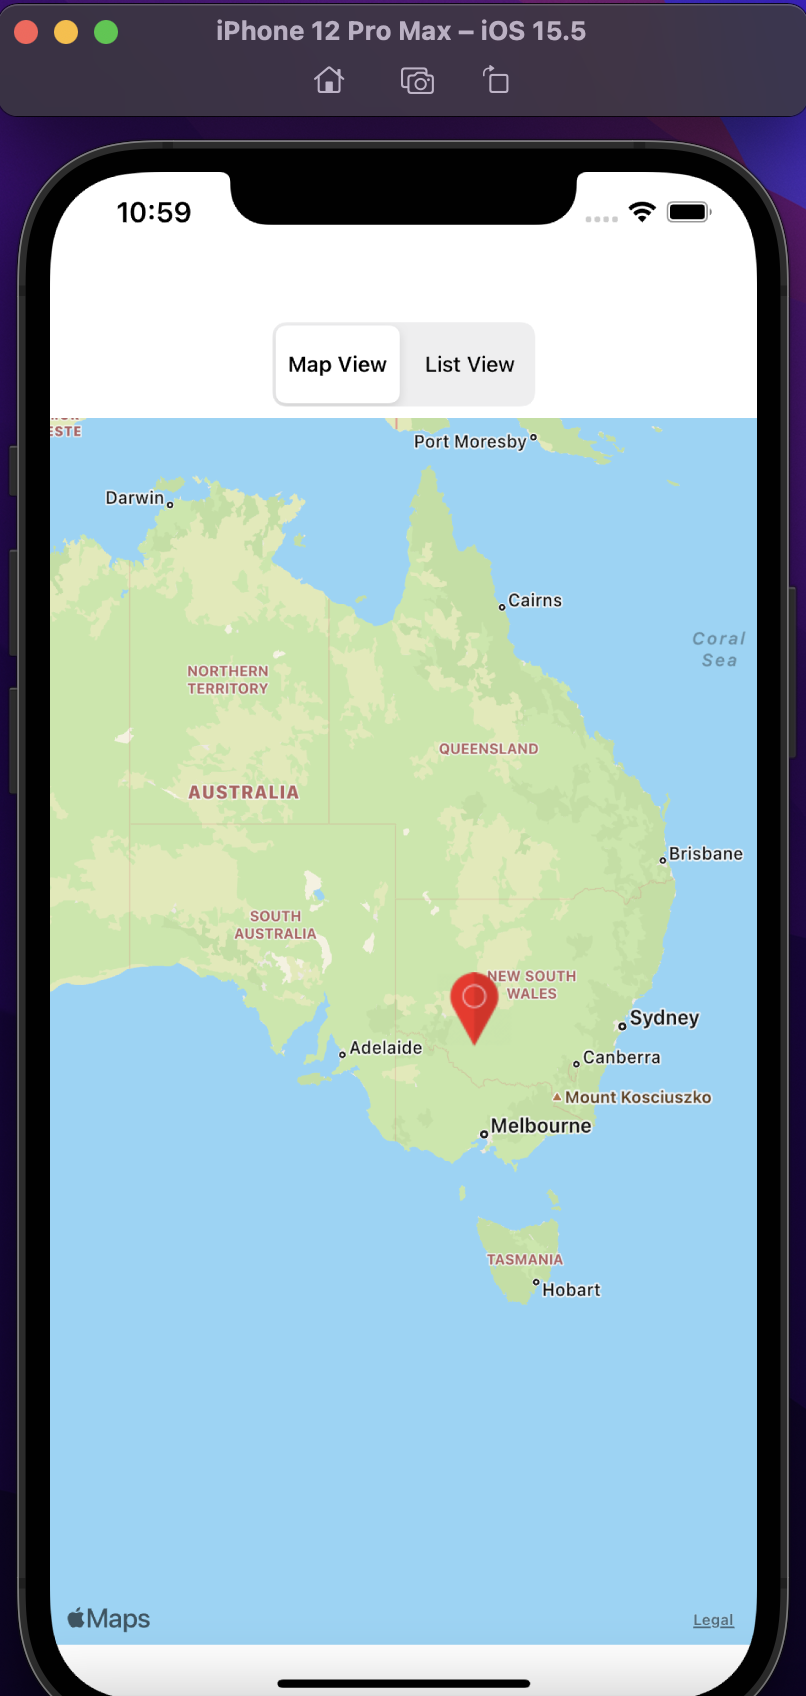 iPhone 12 Pro Max – iOS 15.5
10:59
Map View
List View
ESTE
Port Moresby
Darwin
Cairns
Coral
Sea
NORTHERN
TERRITORY
QUEENSLAND
AUSTRALIA
Brisbane
SOUTH
AUSTRALIA
NEW SOUTH
WALES
Sydney
Adelaide
Canberra
Mount Kosciuszko
Melbourne
TASMANIA
Hobart
Maps
Legal